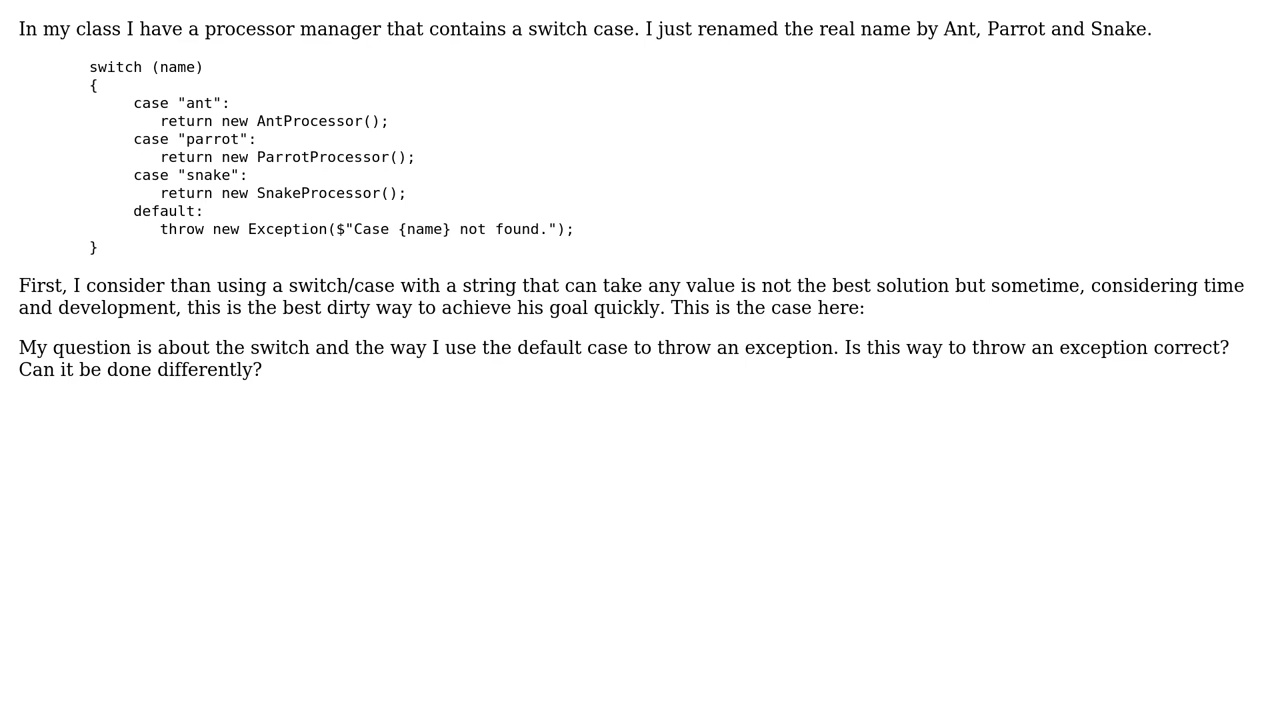 In my class I have a processor manager that contains a switch case. I just renamed the real name by Ant, Parrot and Snake.
switch (name)
{
case "ant":
return new AntProcessor();
case "parrot":
return new ParrotProcessor();
case "snake":
return new SnakeProcessor();
default:
throw new Exception($"Case {name} not found.");
}
First, I consider than using a switch/case with a string that can take any value is not the best solution but sometime, considering time
and development, this is the best dirty way to achieve his goal quickly. This is the case here:
My question is about the switch and the way I use the default case to throw an exception. Is this way to throw an exception correct?
Can it be done differently?